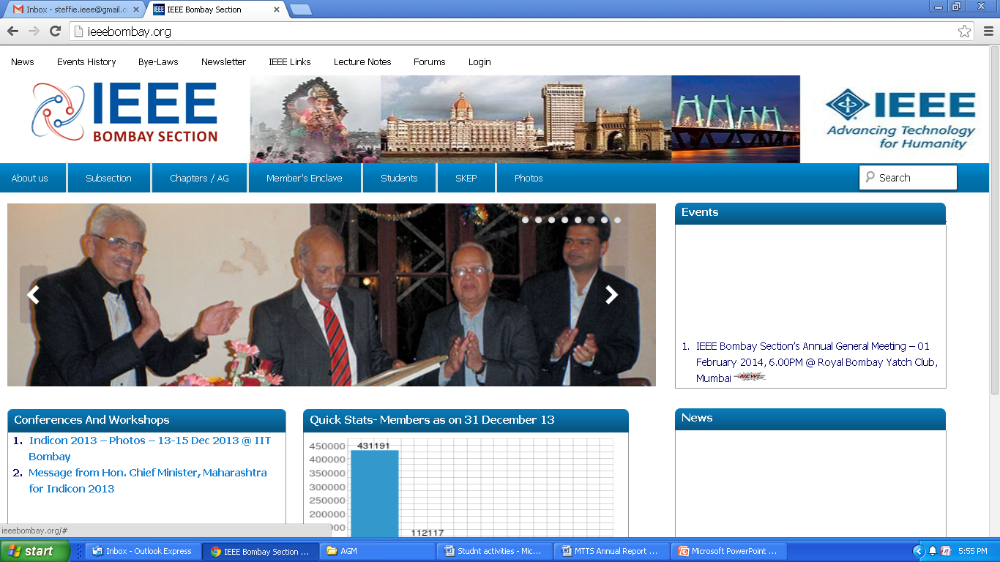 Inbox - steffie.ieee@gmail.c
IEEE Bombay Section
ieeebombay.org
News Events History Bye-Laws Newsletter IEEE Links Lecture Notes Forums Login
IEEE
BOMBAY SECTION
IEEE
Advancing Technology
for Humanity
About us Subsection Chapters / AG Member's Enclave Students SKEP Photos Search
Events
1. IEEE Bombay Section's Annual General Meeting – 01
February 2014, 6.00PM @ Royal Bombay Yatch Club,
Mumbai NEW!
Conferences And Workshops
1. Indicon 2013 – Photos – 13-15 Dec 2013 @ IIT
Bombay
2. Message from Hon. Chief Minister, Maharashtra
for Indicon 2013
Quick Stats- Members as on 31 December 13
450000
431191
400000
350000
300000
250000
200000
112117
News
ieeebombay.org/#
start Inbox - Outlook Express IEEE Bombay Section ... AGM Studnt activities - Mic... MTTS Annual Report ... Microsoft PowerPoint ... 5:55 PM